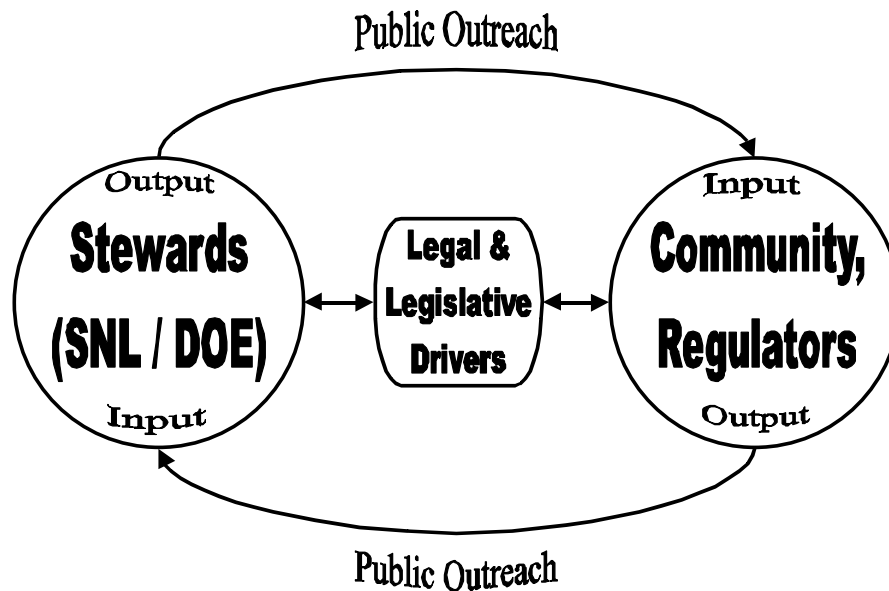 Public Outreach
Output
Stewards
(SNL / DOE)
Input
Legal &
Legislative
Drivers
Input
Community,
Regulators
Output
Public Outreach